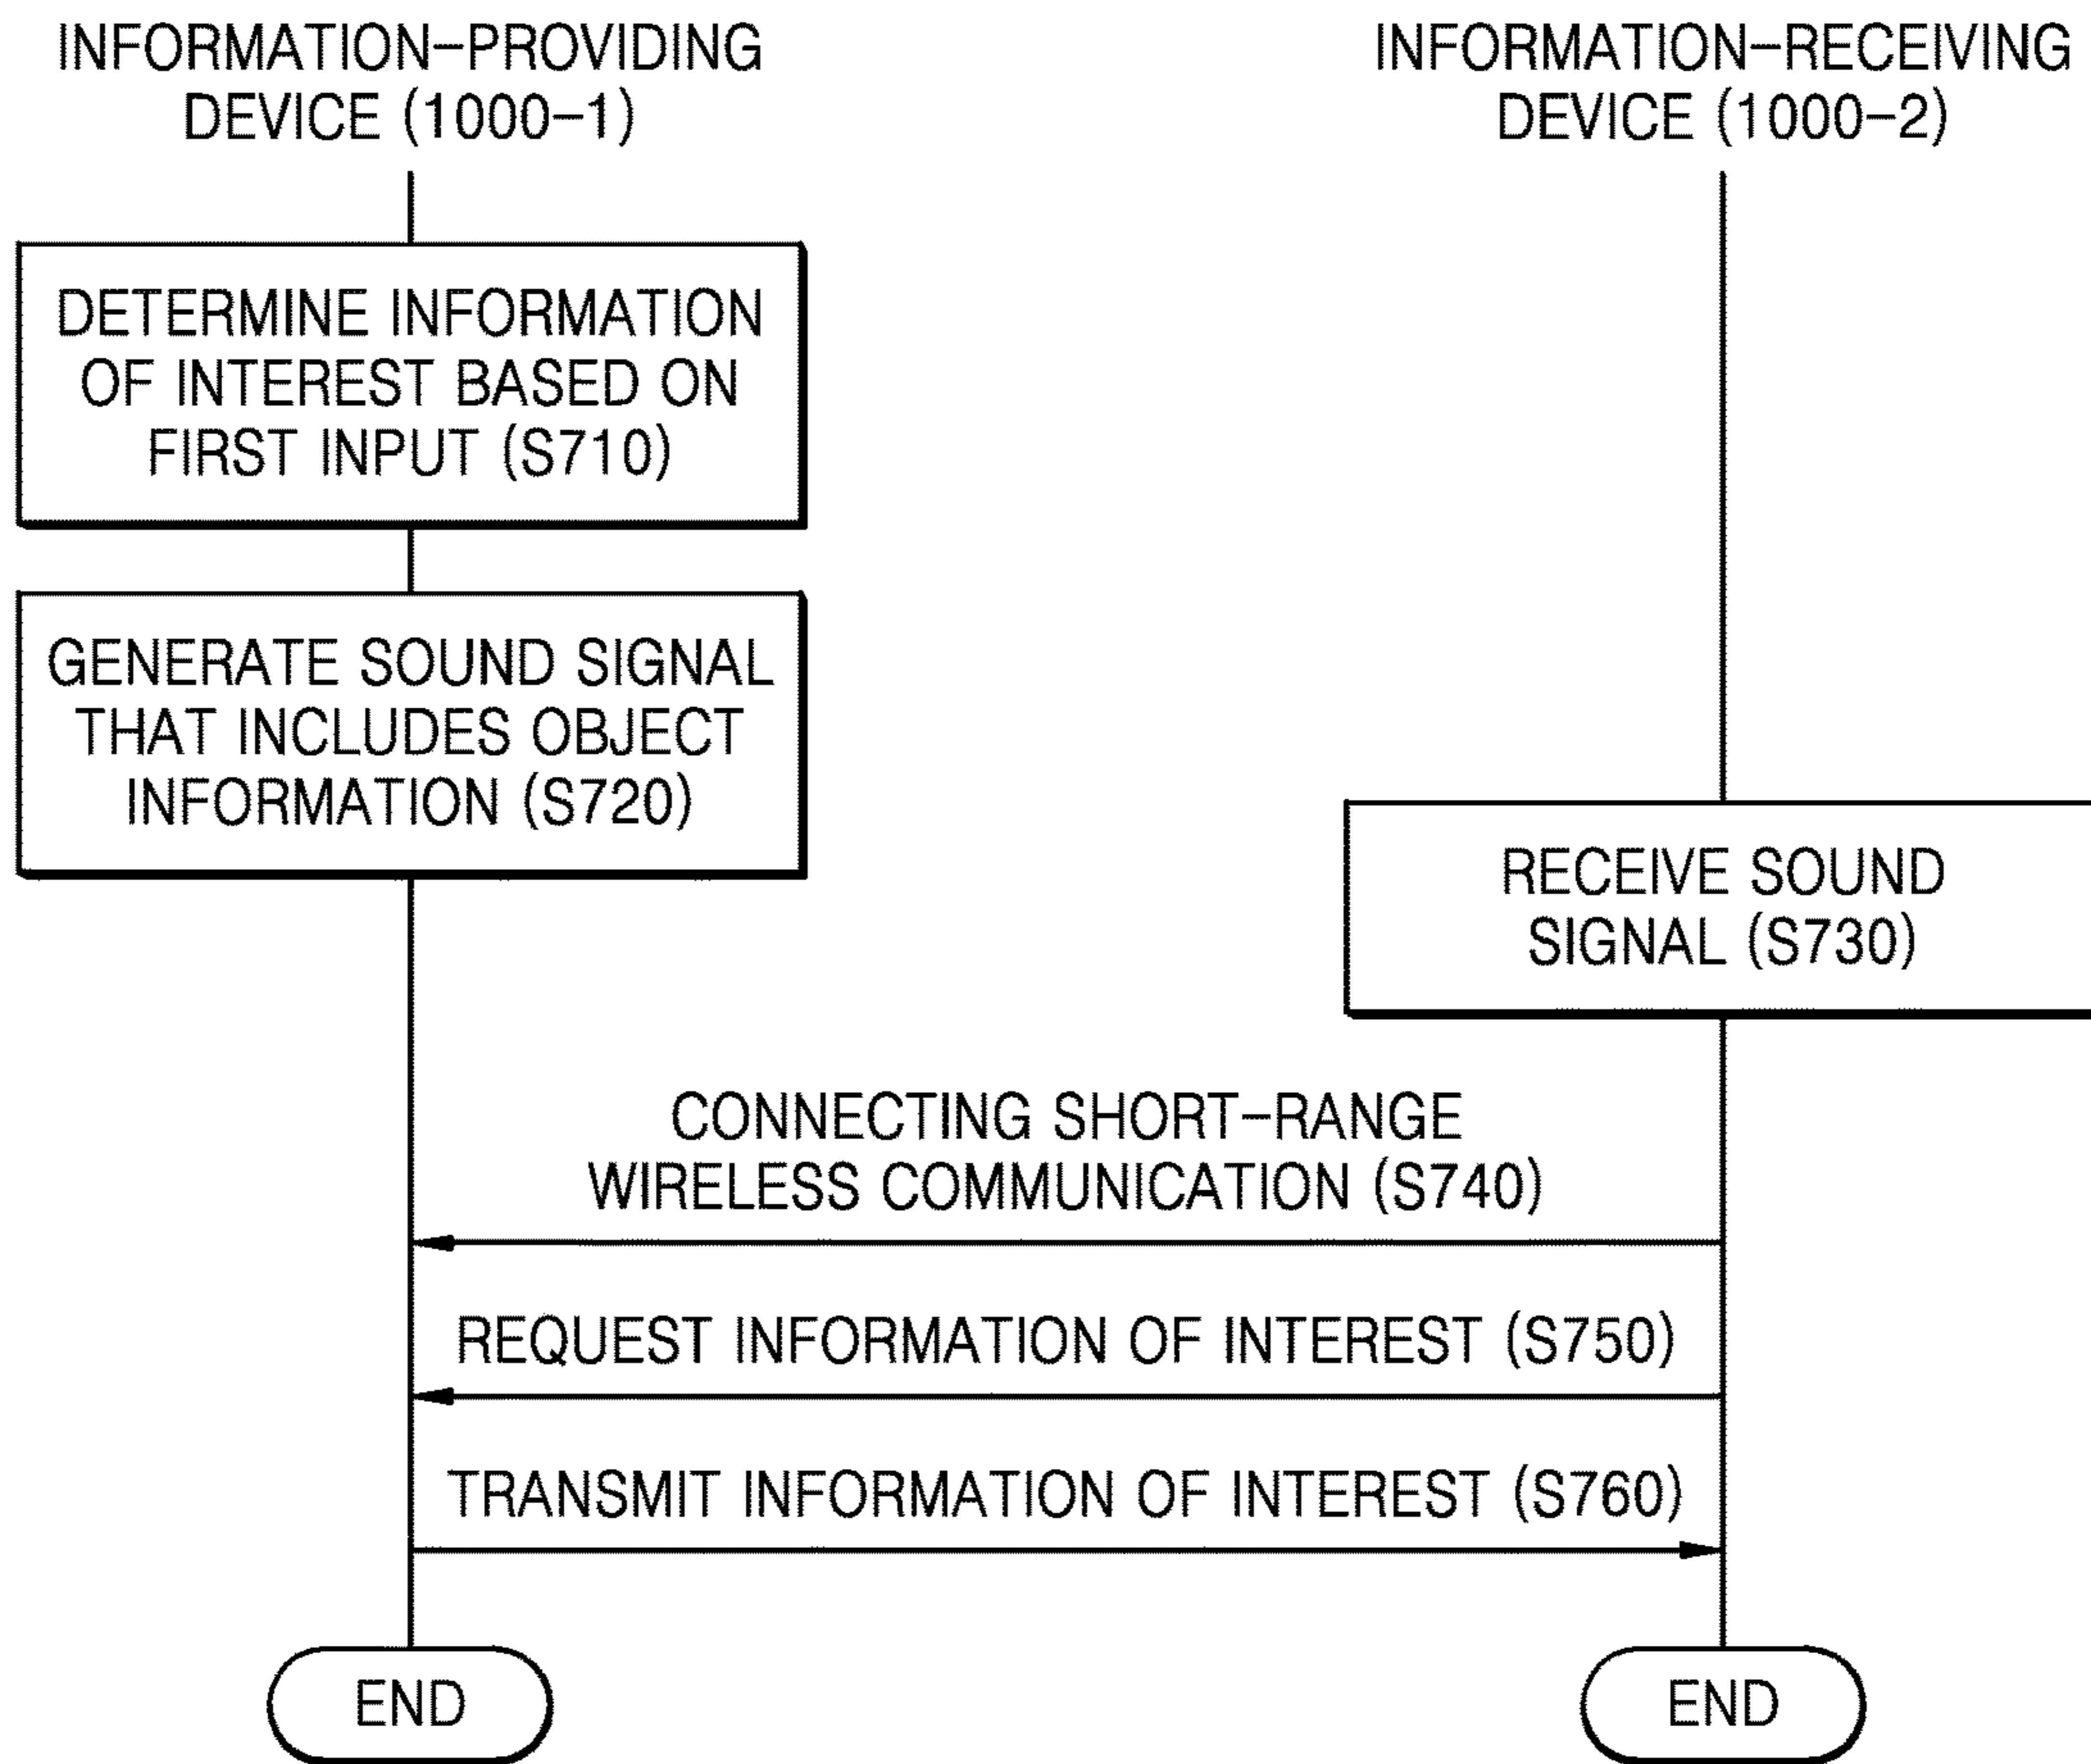 INFORMATION-PROVIDING
DEVICE (1000-1)
INFORMATION-RECEIVING
DEVICE (1000-2)
DETERMINE INFORMATION
OF INTEREST BASED ON
FIRST INPUT (S710)
GENERATE SOUND SIGNAL
THAT INCLUDES OBJECT
INFORMATION (S720)
RECEIVE SOUND
SIGNAL (S730)
CONNECTING SHORT-RANGE
WIRELESS COMMUNICATION (S740)
REQUEST INFORMATION OF INTEREST (S750)
TRANSMIT INFORMATION OF INTEREST (S760)
END
END